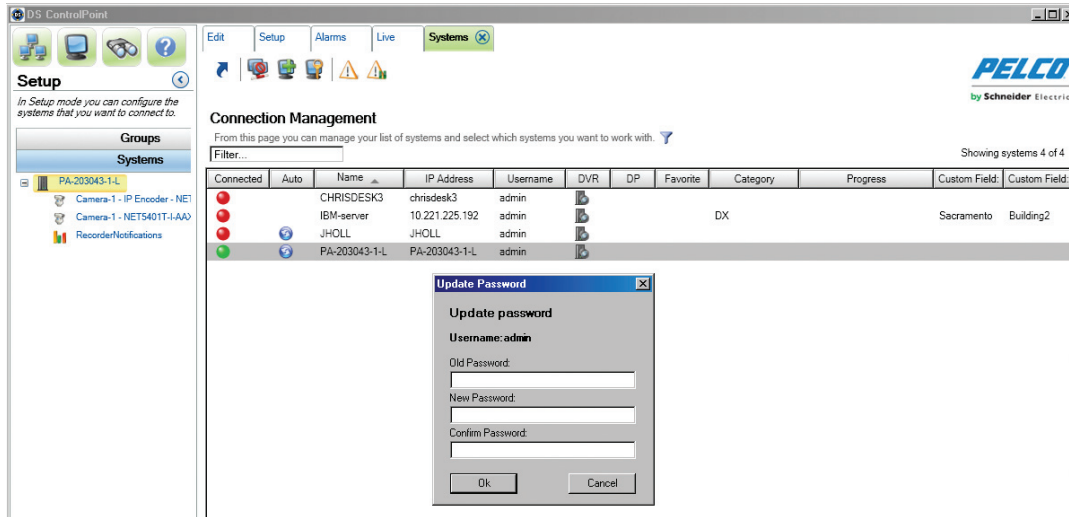 DS ControlPoint
Setup
In Setup mode you can configure the
systems that you want to connect to.
Groups
Systems
PA-203043-1-L
Camera-1 - IP Encoder - NET
Camera-1 - NET5401T-I-AAX
RecorderNotifications
Edit Setup Alarms Live Systems
PELCO
by Schneider Electric
Connection Management
From this page you can manage your list of systems and select which systems you want to work with.
Filter...
Showing systems 4 of 4
Connected Auto Name IP Address Username DVR DP Favorite Category Progress Custom Field: Custom Field:
CHRISDESK3 chrisdesk3 admin
IBM-server 10.221.225.192 admin DX Sacramento Building2
JHOLL JHOLL admin
PA-203043-1-L PA-203043-1-L admin
Update Password
Update password
Username:admin
Old Password:
New Password:
Confirm Password:
Ok Cancel